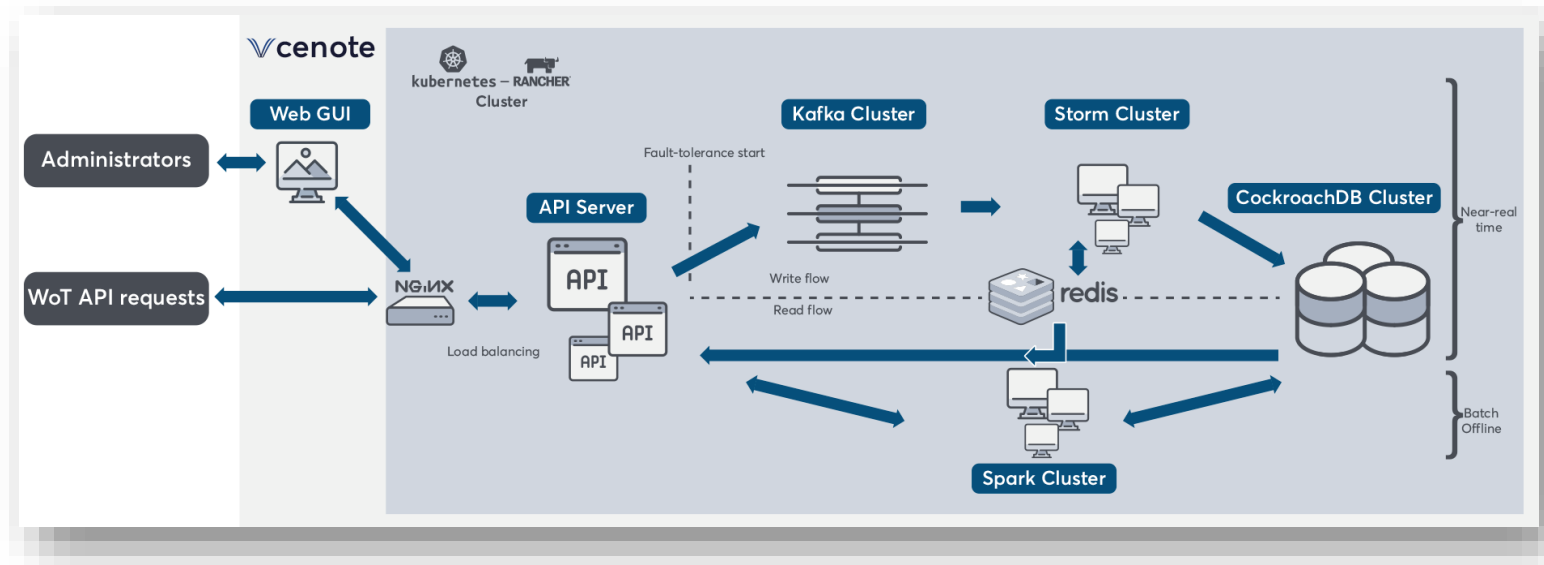 cenote
kubernetes – RANCHER
Cluster
Web GUI
Kafka Cluster
Storm Cluster
Administrators
Fault-tolerance start
API Server
CockroachDB Cluster
Near-real
time
API
WoT API requests
NGINX
Write flow
redis
Read flow
API
Load balancing
API
Batch
Offline
Spark Cluster